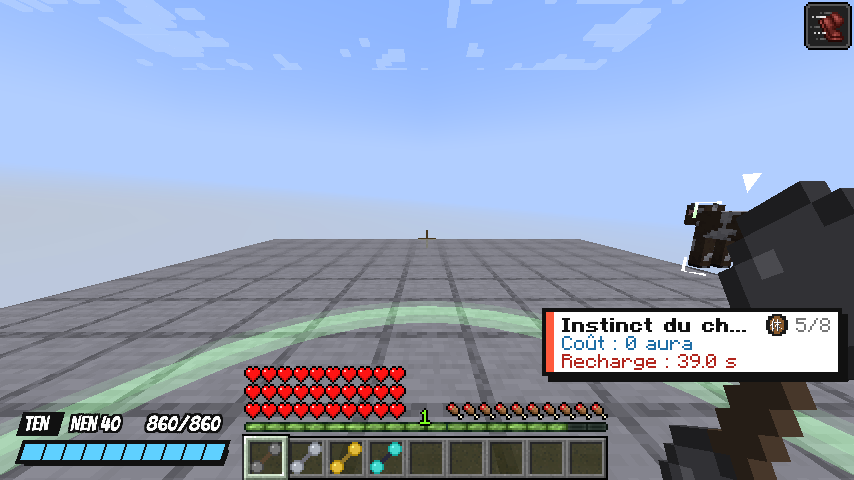 Instinct du ch... 5/8
Coût : 0 aura
Recharge : 39.0 s
1
TEN NEN 40 860/860